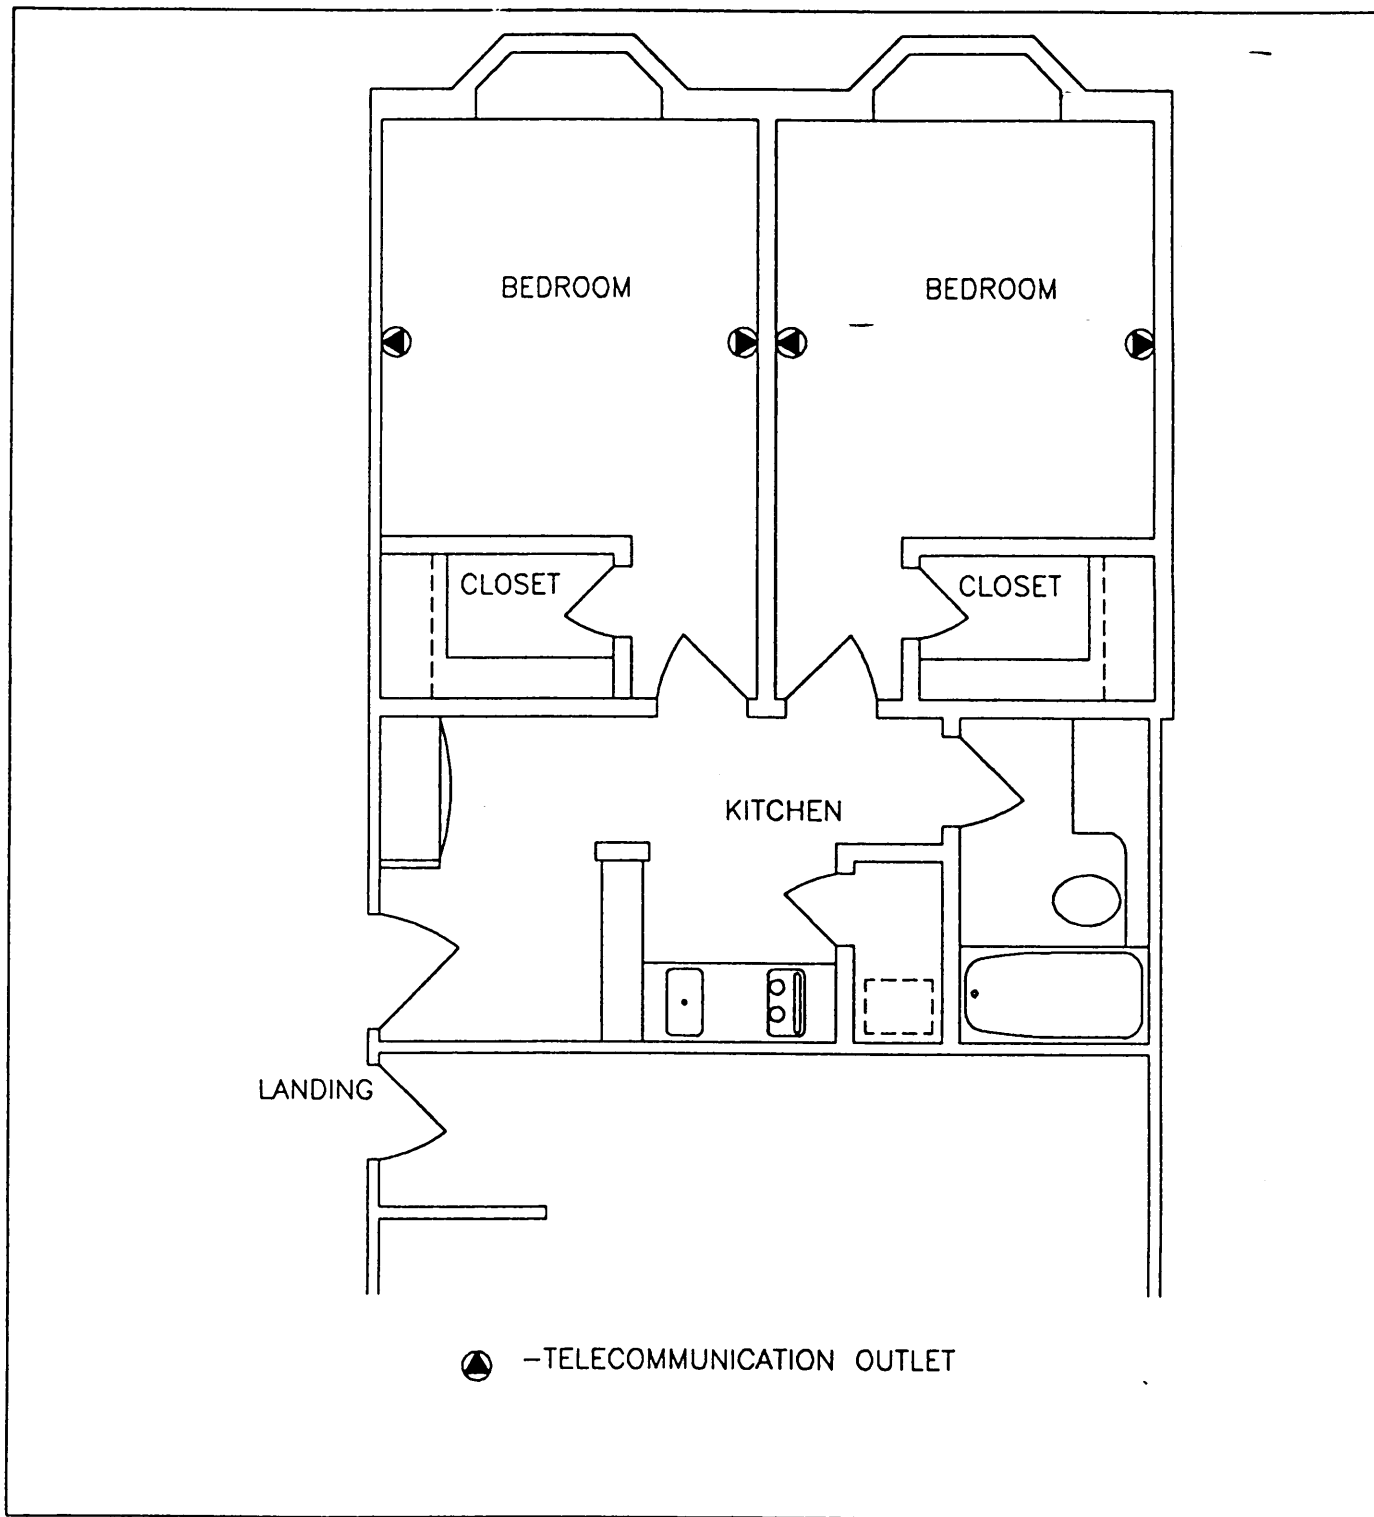 BEDROOM
BEDROOM
CLOSET
CLOSET
KITCHEN
LANDING
-TELECOMMUNICATION OUTLET